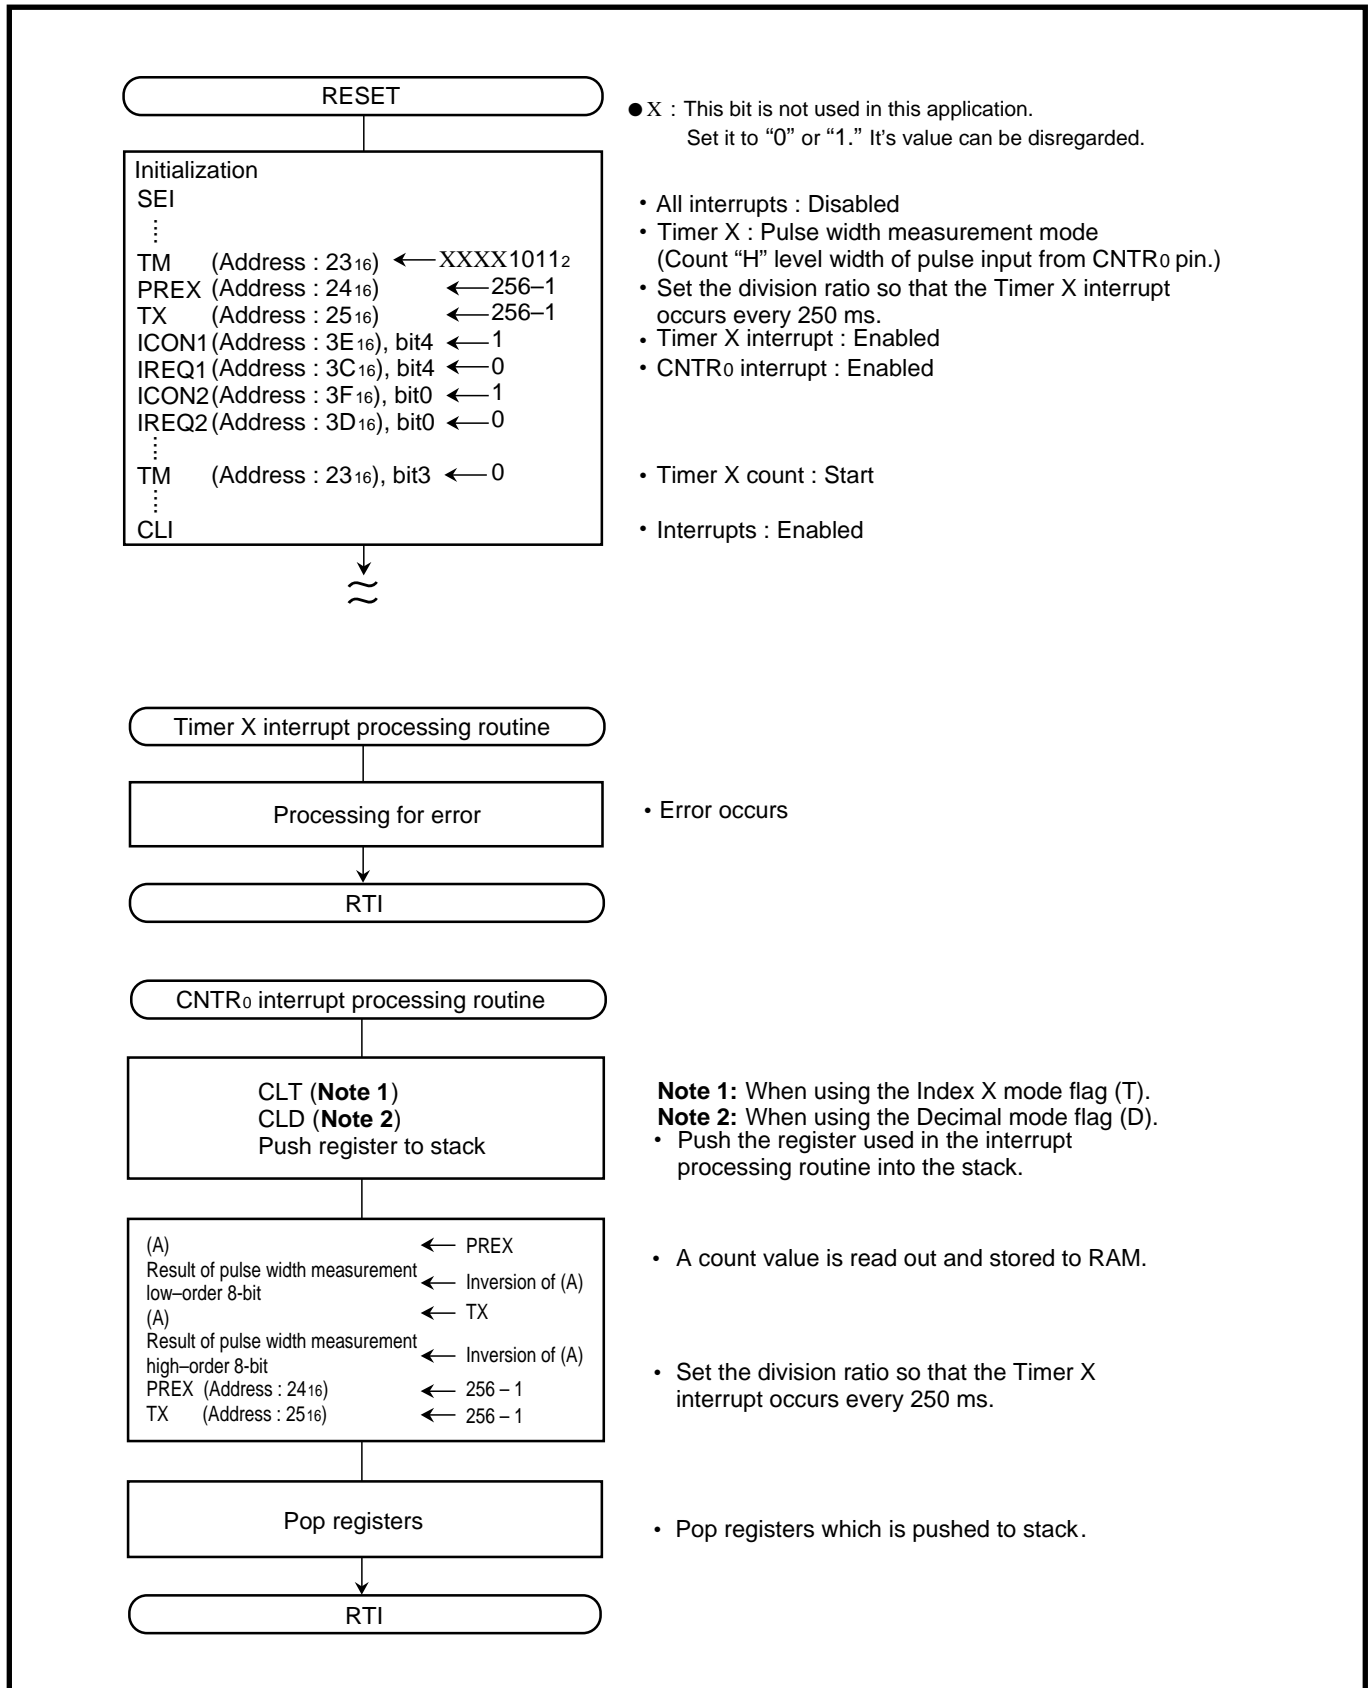 RESET
●X : This bit is not used in this application.
Set it to “0” or “1.” It’s value can be disregarded.
Initialization
SEI
TM (Address : 2316) ← XXXX10112
PREX (Address : 2416) ← 256–1
TX (Address : 2516) ← 256–1
ICON1 (Address : 3E16), bit4 ← 1
IREQ1 (Address : 3C16), bit4 ← 0
ICON2 (Address : 3F16), bit0 ← 1
IREQ2 (Address : 3D16), bit0 ← 0
TM (Address : 2316), bit3 ← 0
CLI
• All interrupts : Disabled
• Timer X : Pulse width measurement mode
(Count “H” level width of pulse input from CNTR0 pin.)
• Set the division ratio so that the Timer X interrupt
occurs every 250 ms.
• Timer X interrupt : Enabled
• CNTR0 interrupt : Enabled
• Timer X count : Start
• Interrupts : Enabled
Timer X interrupt processing routine
Processing for error
• Error occurs
RTI
CNTR0 interrupt processing routine
CLT (Note 1)
CLD (Note 2)
Push register to stack
Note 1: When using the Index X mode flag (T).
Note 2: When using the Decimal mode flag (D).
• Push the register used in the interrupt
processing routine into the stack.
(A) ← PREX
Result of pulse width measurement
low–order 8-bit ← Inversion of (A)
(A) ← TX
Result of pulse width measurement
high–order 8-bit ← Inversion of (A)
PREX (Address : 2416) ← 256 – 1
TX (Address : 2516) ← 256 – 1
• A count value is read out and stored to RAM.
• Set the division ratio so that the Timer X
interrupt occurs every 250 ms.
Pop registers
• Pop registers which is pushed to stack.
RTI